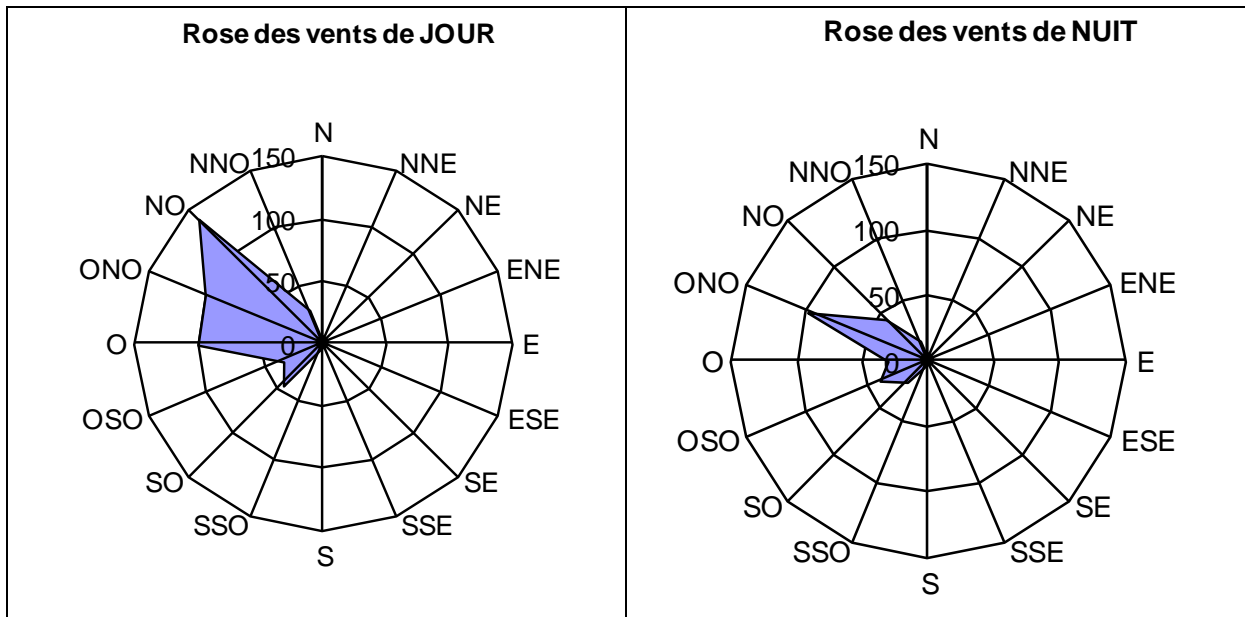 Rose des vents de JOUR
N
NNO
150
NNE
NO
NE
100
ONO
ENE
50
O
0
E
OSO
ESE
SO
SE
SSO
SSE
S
Rose des vents de NUIT
N
NNO
150
NNE
NO
NE
100
ONO
ENE
50
O
0
E
OSO
ESE
SO
SE
SSO
SSE
S